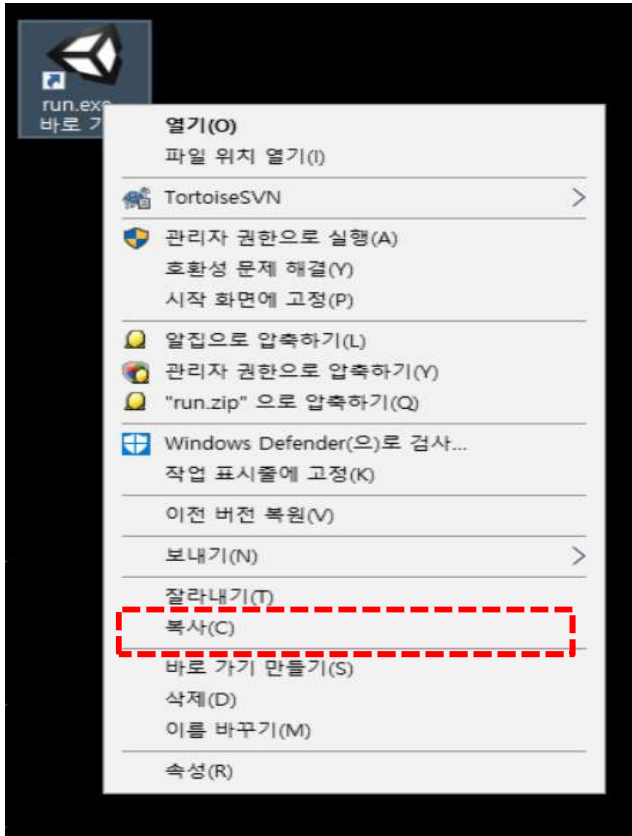 run.exe
바로 가
열기(O)
파일 위치 열기(I)
TortoiseSVN
관리자 권한으로 실행(A)
호환성 문제 해결(Y)
시작 화면에 고정(P)
알집으로 압축하기(L)
관리자 권한으로 압축하기(Y)
"run.zip" 으로 압축하기(Q)
Windows Defender(으)로 검사...
작업 표시줄에 고정(K)
이전 버전 복원(V)
보내기(N)
잘라내기(T)
복사(C)
바로 가기 만들기(S)
삭제(D)
이름 바꾸기(M)
속성(R)